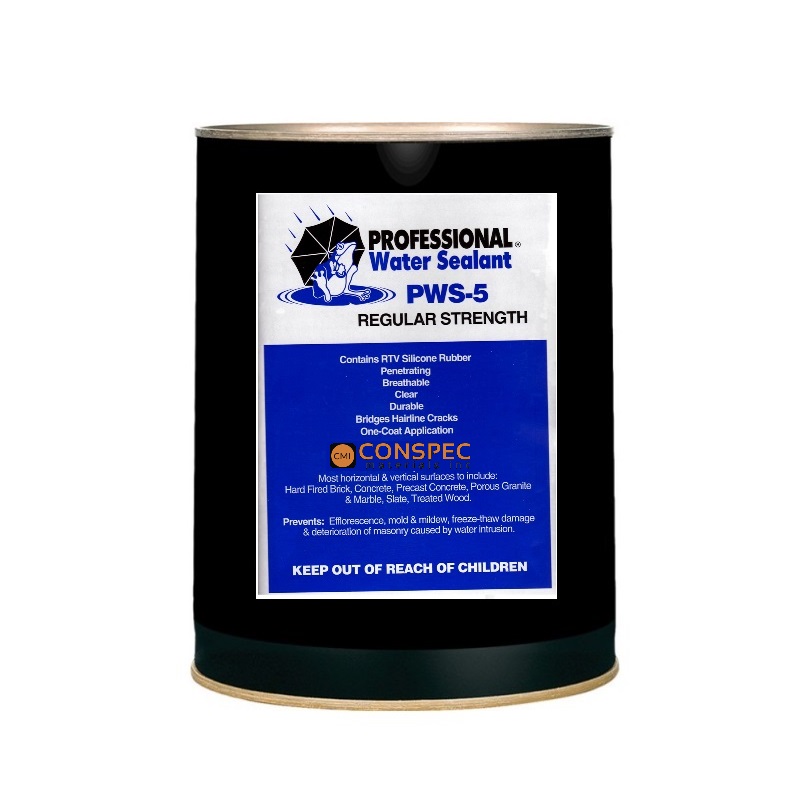 PROFESSIONAL®
Water Sealant
PWS-5
REGULAR STRENGTH
Contains RTV Silicone Rubber
Penetrating
Breathable
Clear
Durable
Bridges Hairline Cracks
One-Coat Application
CMI CONSPEC
Materials Inc
Most horizontal & vertical surfaces to include:
Hard Fired Brick, Concrete, Precast Concrete, Porous Granite
& Marble, Slate, Treated Wood.
Prevents: Efflorescence, mold & mildew, freeze-thaw damage
& deterioration of masonry caused by water intrusion.
KEEP OUT OF REACH OF CHILDREN